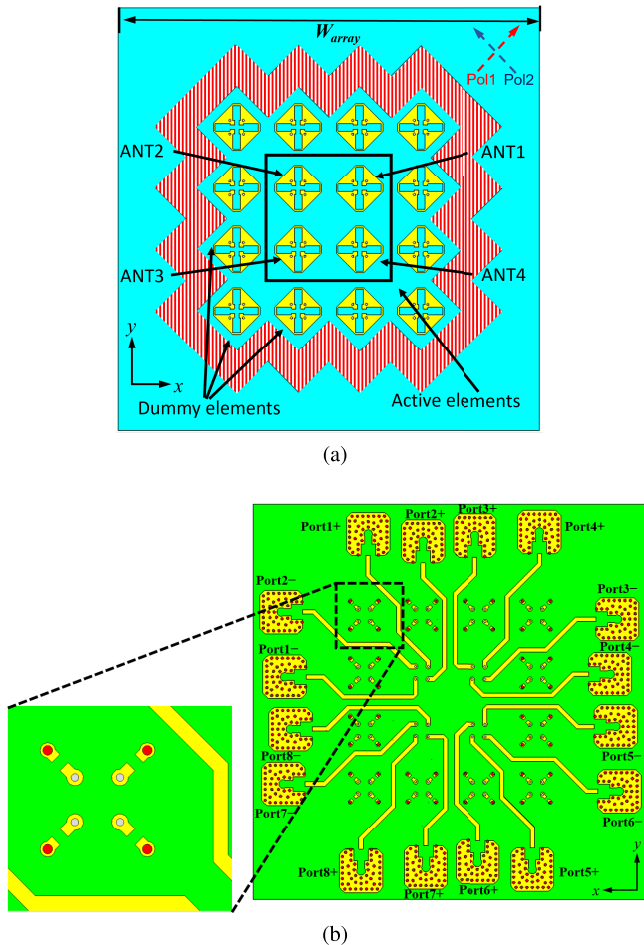 W_array
Pol1 Pol2
ANT2
ANT1
ANT3
ANT4
y
x
Dummy elements
Active elements
(a)
Port1+
Port2+
Port3+
Port4+
Port2−
Port3−
Port1−
Port4−
Port8−
Port5−
Port7−
Port6−
Port8+
Port7+
Port6+
Port5+
y
x
(b)